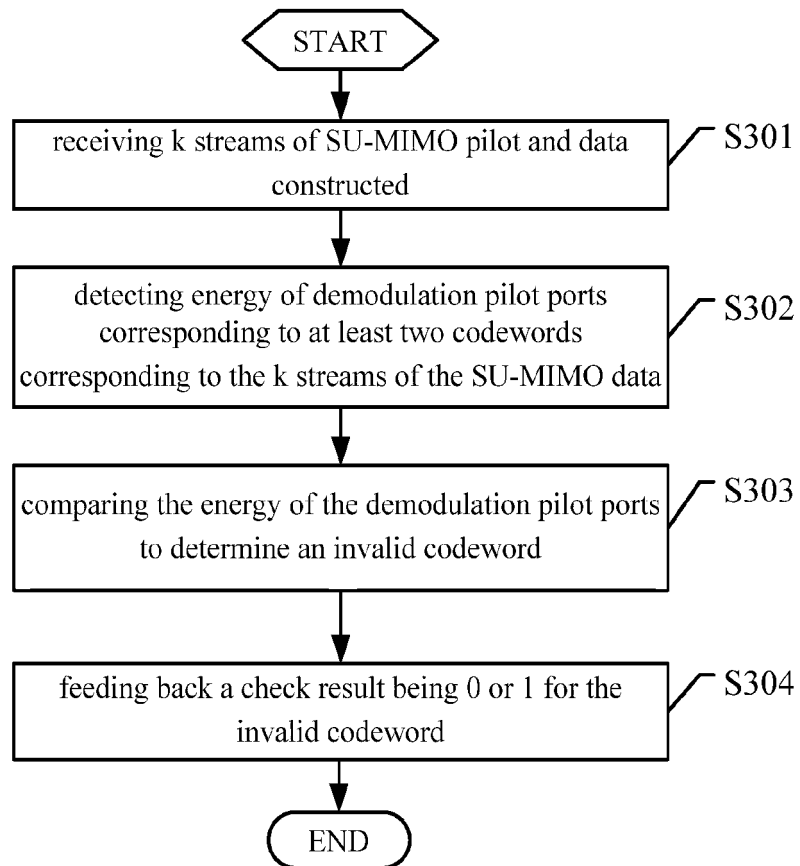 START
receiving k streams of SU-MIMO pilot and data
constructed
S301
detecting energy of demodulation pilot ports
corresponding to at least two codewords
corresponding to the k streams of the SU-MIMO data
S302
comparing the energy of the demodulation pilot ports
to determine an invalid codeword
S303
feeding back a check result being 0 or 1 for the
invalid codeword
S304
END